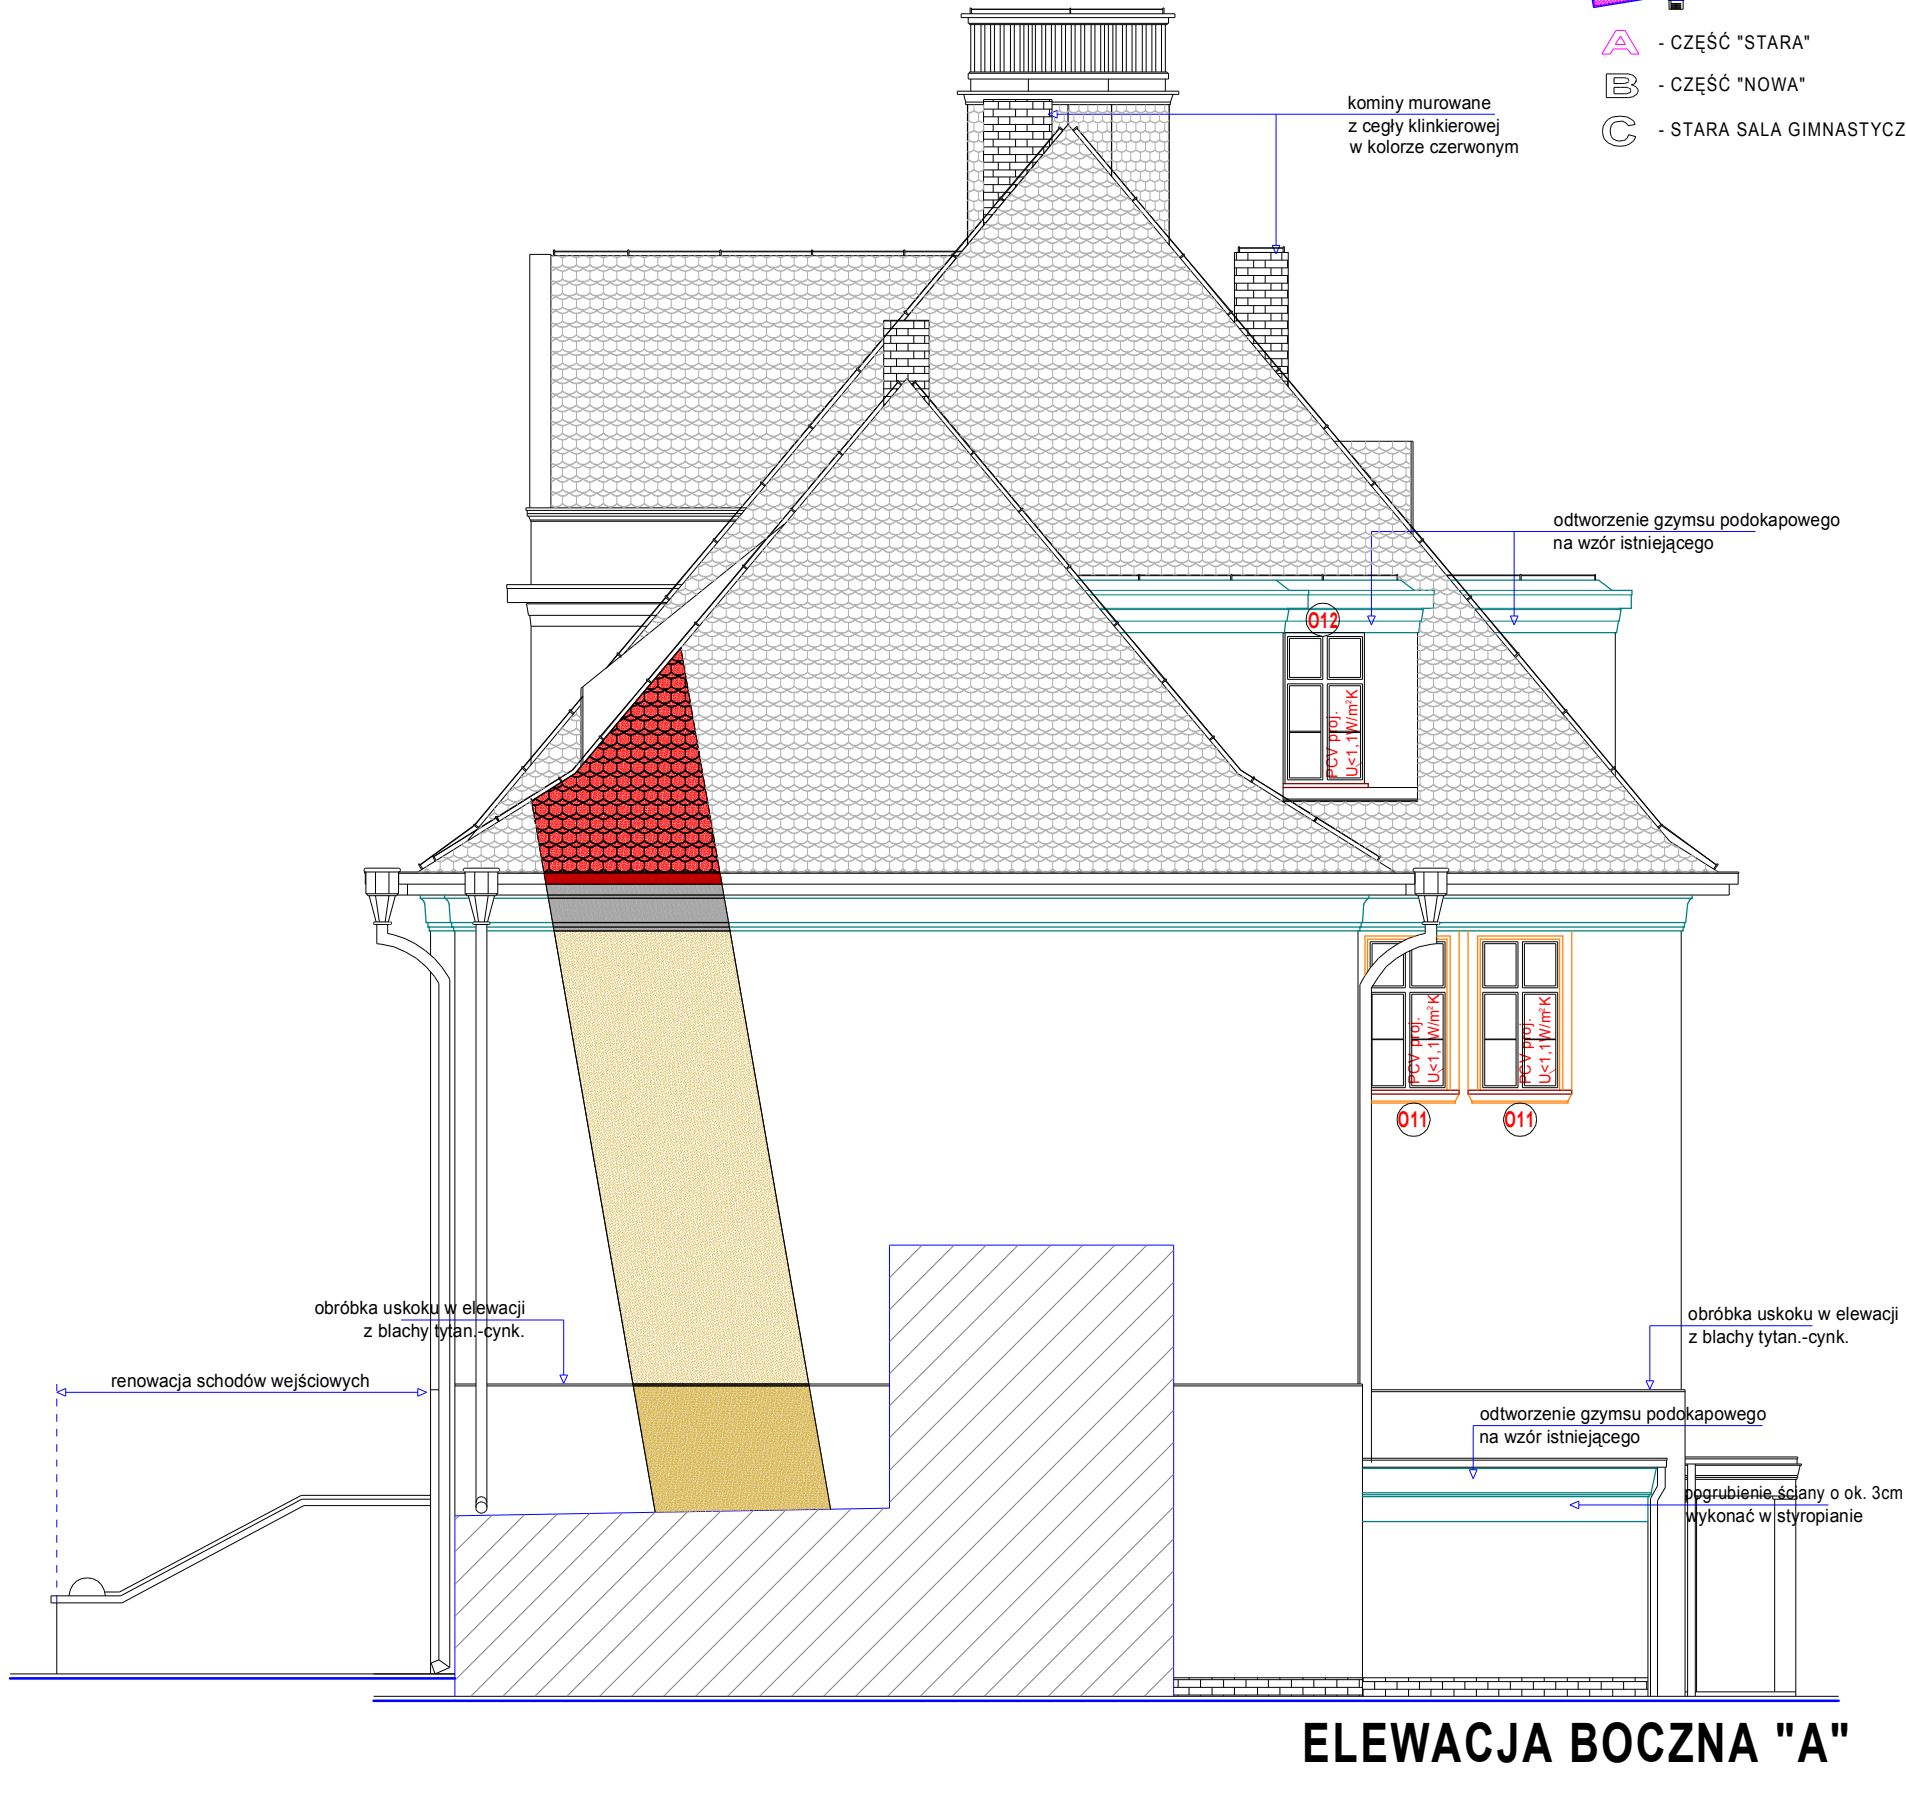 A - CZĘŚĆ "STARA"
B - CZĘŚĆ "NOWA"
C - STARA SALA GIMNASTYCZ
kominy murowane
z cegły klinkierowej
w kolorze czerwonym
odtworzenie gzymsu podokapowego
na wzór istniejącego
O12
PCV proj.
U<1,1W/m²K
PCV proj.
U<1,1W/m²K
PCV proj.
U<1,1W/m²K
O11
O11
obróbka uskoku w elewacji
z blachy tytan.-cynk.
obróbka uskoku w elewacji
z blachy tytan.-cynk.
renowacja schodów wejściowych
odtworzenie gzymsu podokapowego
na wzór istniejącego
pogrubienie ściany o ok. 3cm
wykonać w styropianie
ELEWACJA BOCZNA "A"